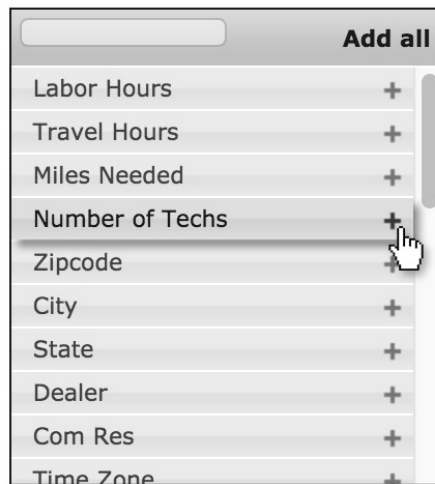 Add all
Labor Hours
Travel Hours
Miles Needed
Number of Techs
Zipcode
City
State
Dealer
Com Res
Time Zone